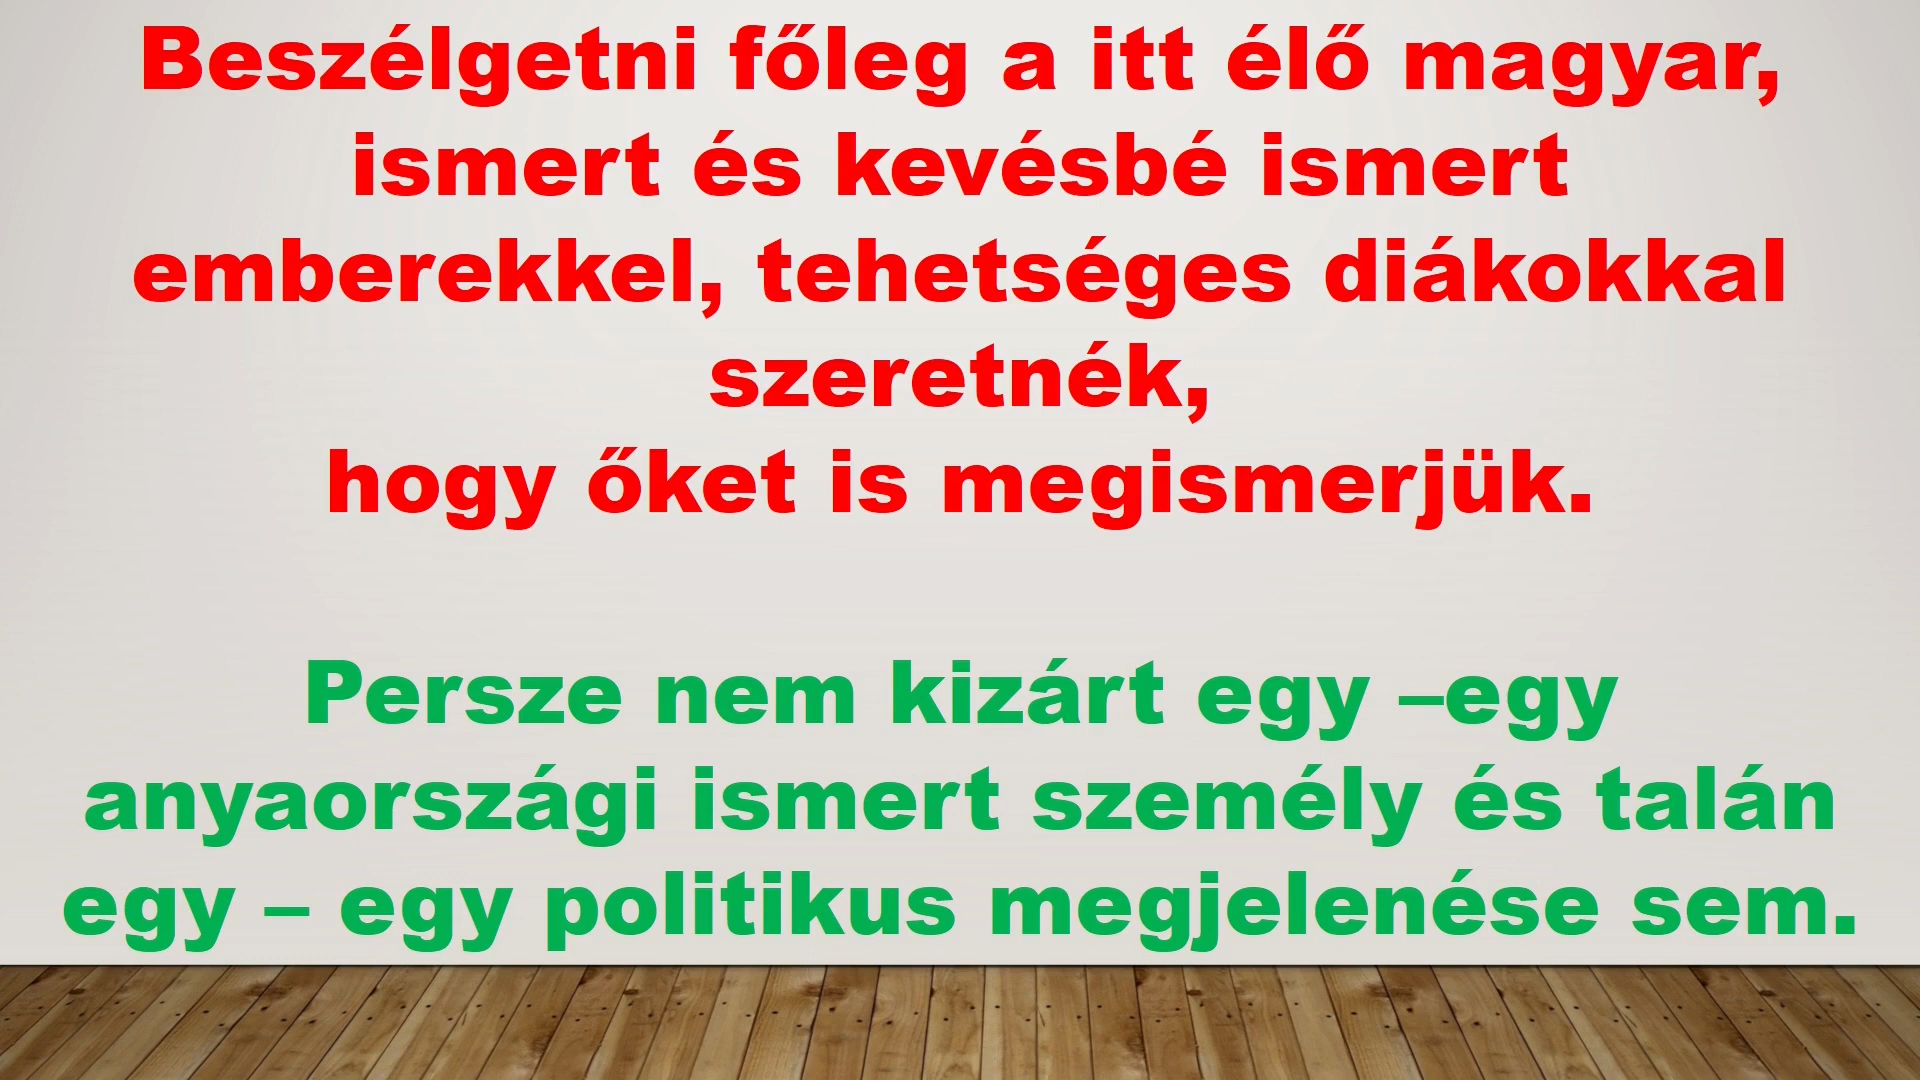 Beszélgetni főleg a itt élő magyar,
ismert és kevésbé ismert
emberekkel, tehetséges diákokkal
szeretnék,
hogy őket is megismerjük.
Persze nem kizárt egy –egy
anyaországi ismert személy és talán
egy – egy politikus megjelenése sem.